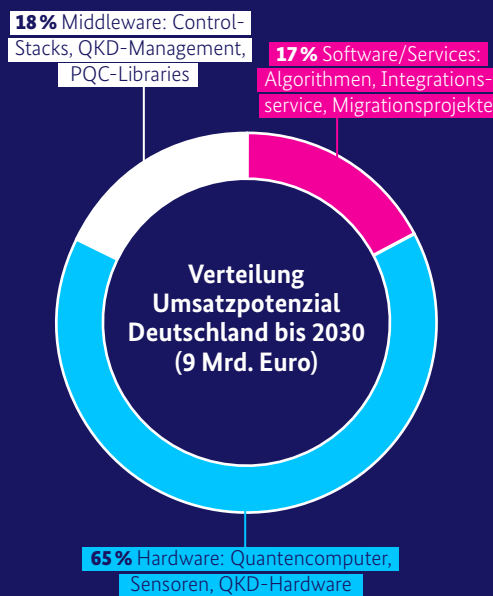 18 % Middleware: Control-
Stacks, QKD-Management,
PQC-Libraries
17 % Software/Services:
Algorithmen, Integrations-
service, Migrationsprojekte
Verteilung
Umsatzpotenzial
Deutschland bis 2030
(9 Mrd. Euro)
65 % Hardware: Quantencomputer,
Sensoren, QKD-Hardware